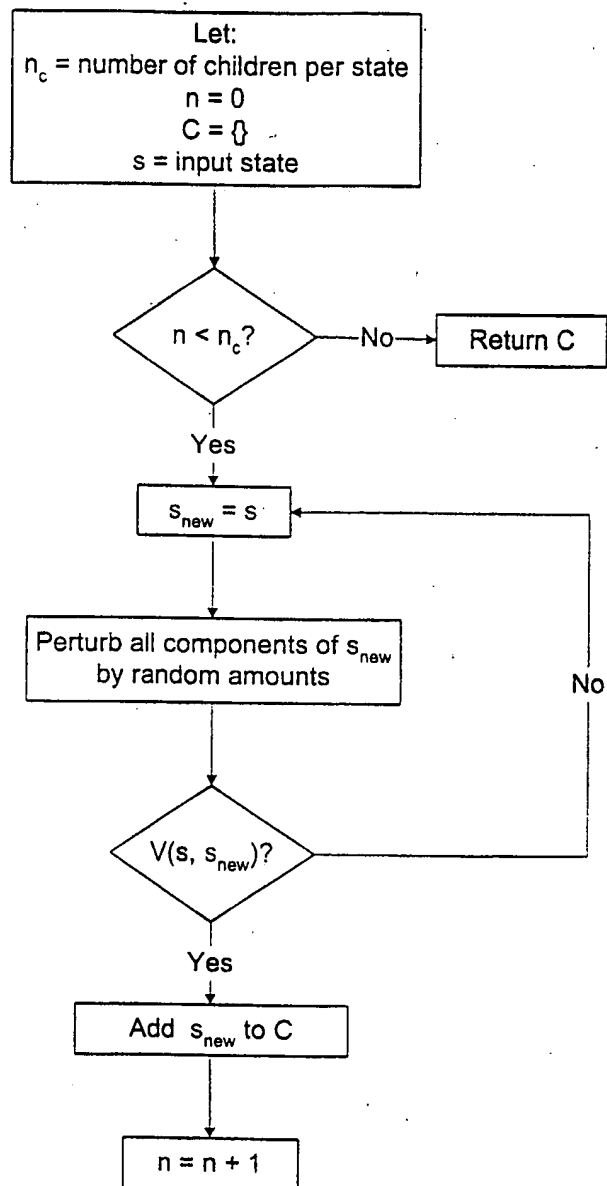 Let:
n_c = number of children per state
n = 0
C = {}
s = input state
n < n_c?
No
Return C
Yes
s_new = s
Perturb all components of s_new
by random amounts
No
V(s, s_new)?
Yes
Add s_new to C
n = n + 1